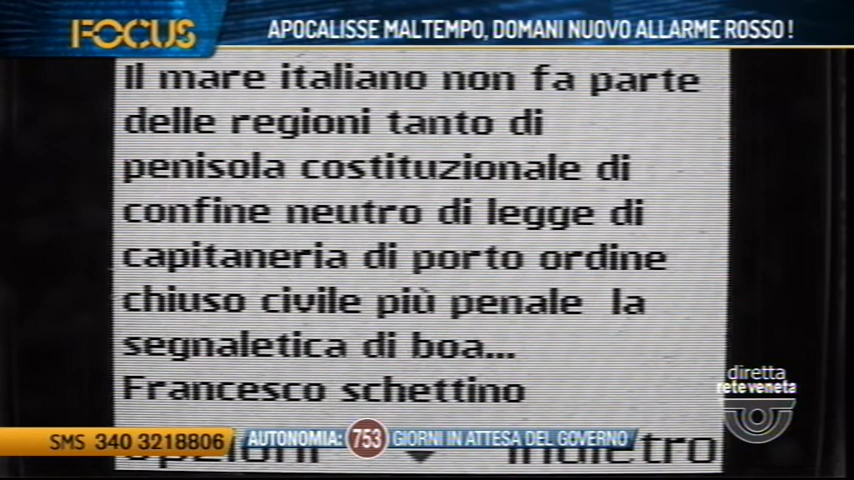 FOCUS
APOCALISSE MALTEMPO, DOMANI NUOVO ALLARME ROSSO !
Il mare italiano non fa parte
delle regioni tanto di
penisola costituzionale di
confine neutro di legge di
capitaneria di porto ordine
chiuso civile più penale la
segnaletica di boa...
Francesco schettino
diretta
reteveneta
SMS 340 3218806
AUTONOMIA: 753 GIORNI IN ATTESA DEL GOVERNO
opzioni indietro